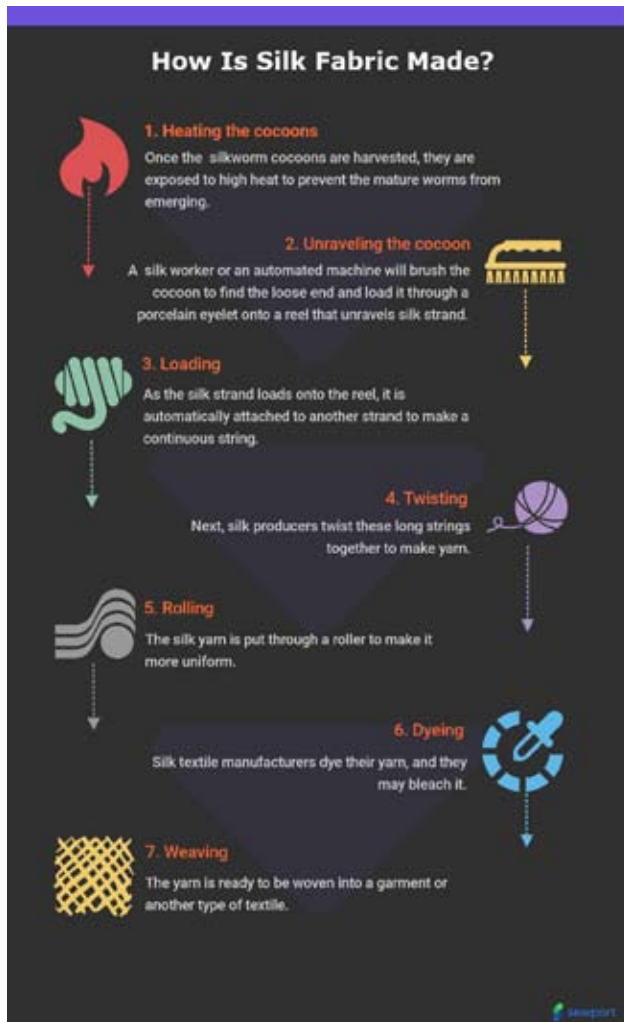 How Is Silk Fabric Made?
1. Heating the cocoons
Once the silkworm cocoons are harvested, they are
exposed to high heat to prevent the mature worms from
emerging.
2. Unraveling the cocoon
A silk worker or an automated machine will brush the
cocoon to find the loose end and load it through a
porcelain eyelet onto a reel that unravels silk strand.
3. Loading
As the silk strand loads onto the reel, it is
automatically attached to another strand to make a
continuous string.
4. Twisting
Next, silk producers twist these long strings
together to make yarn.
5. Rolling
The silk yarn is put through a roller to make it
more uniform.
6. Dyeing
Silk textile manufacturers dye their yarn, and they
may bleach it.
7. Weaving
The yarn is ready to be woven into a garment or
another type of textile.
sewport